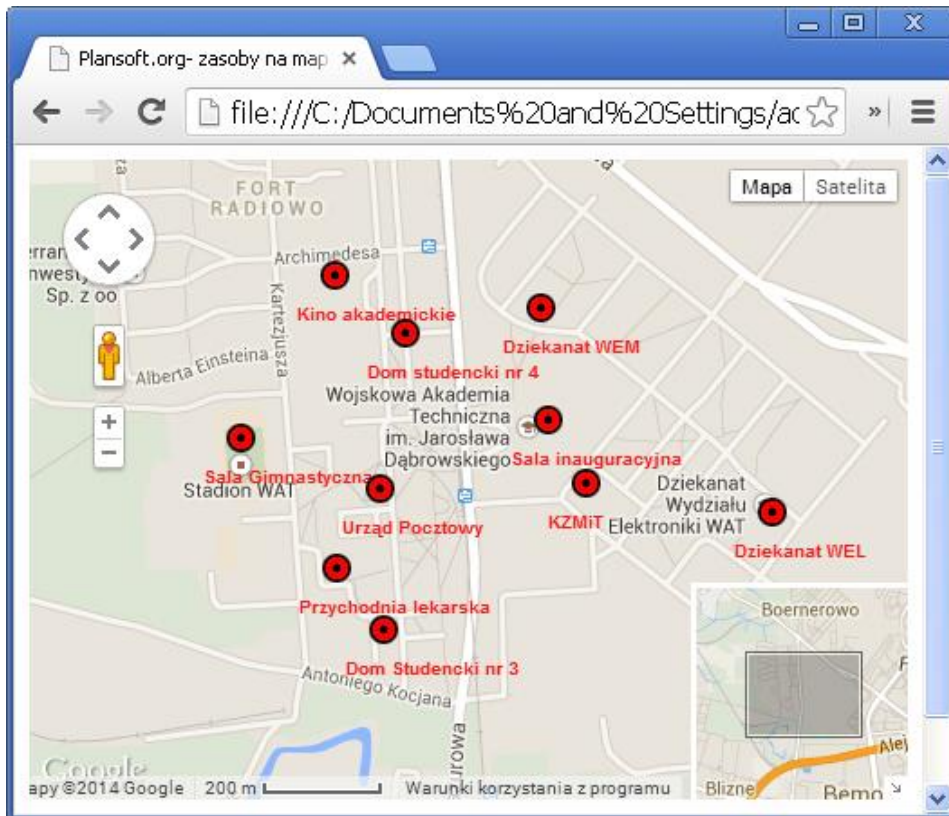 Plansoft.org- zasoby na map
file:///C:/Documents%20and%20Settings/ac
Mapa
Satelita
FORT
RADIOWO
Archimedesa
Sp. z oo
Kino akademickie
Kartezjusza
Alberta Einsteina
Dom studencki nr 4
Dziekanat WEM
Wojskowa Akademia
Techniczna
im. Jarosława
Dąbrowskiego
Sala inauguracyjna
Sala Gimnastyczna
Stadion WAT
Urząd Pocztowy
KZMiT
Dziekanat
Wydziału
Elektroniki WAT
Dziekanat WEL
Przychodnia lekarska
Dom Studencki nr 3
Antoniego Kocjana
urowa
Boernerowo
Alej
Blizne
Bemo
Google
apy ©2014 Google
200 m
Warunki korzystania z programu